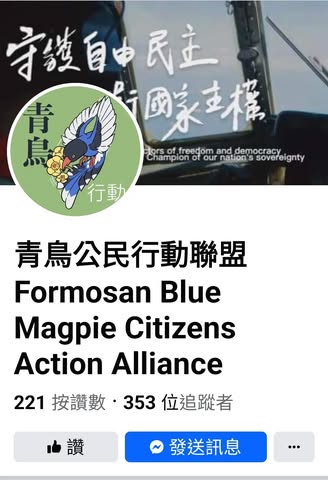 守護自由民主
捍衛國家主權
ctors of freedom and democracy
Champion of our nation's sovereignty
青鳥
行動
青鳥公民行動聯盟
Formosan Blue
Magpie Citizens
Action Alliance
221 按讚數・353 位追蹤者
讚
發送訊息